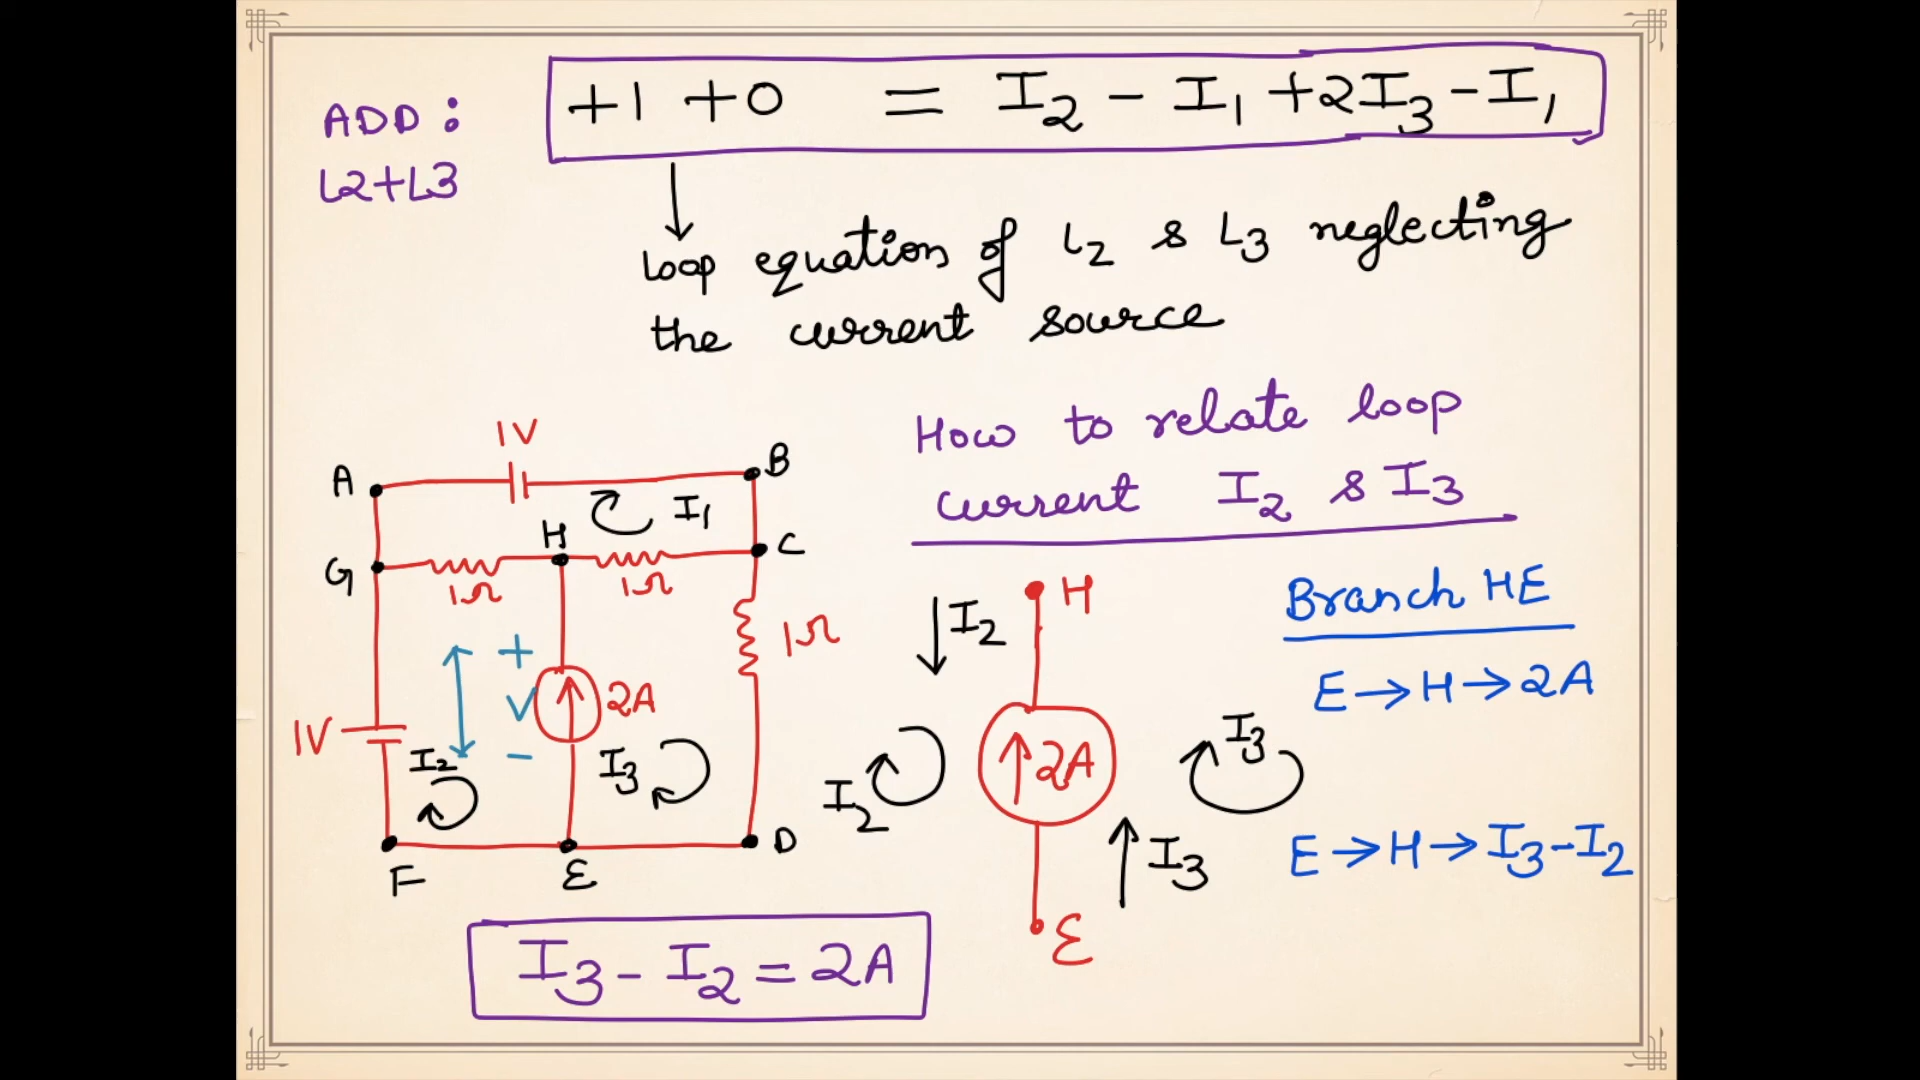 ADD:
L2+L3
+1 +0 = I2 - I1 + 2I3 - I1
Loop equation of L2 & L3 neglecting
the current source
How to relate loop
current I2 & I3
1V
A
B
I1
H
C
G
1Ω
1Ω
1Ω
+
V
-
2A
1V
I2
I3
F
E
D
H
I2
I2
2A
I3
I3
E
Branch HE
E→H→2A
E→H→I3-I2
I3 - I2 = 2A